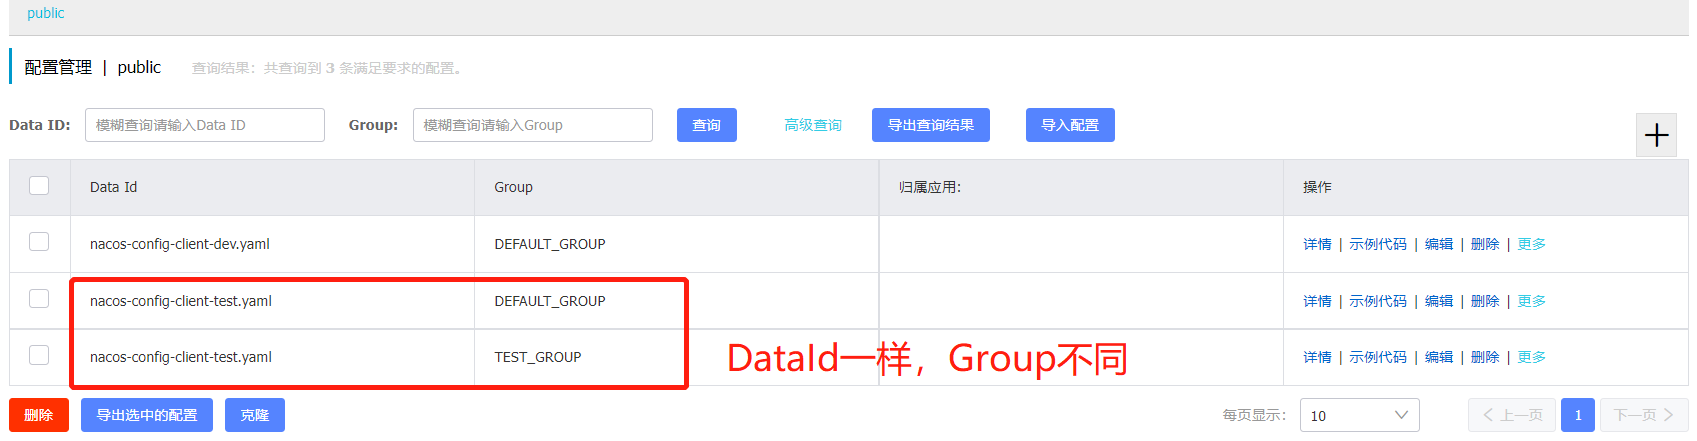 public
配置管理 | public 查询结果：共查询到 3 条满足要求的配置。
Data ID: 模糊查询请输入Data ID Group: 模糊查询请输入Group 查询 高级查询 导出查询结果 导入配置
Data Id Group 归属应用: 操作
nacos-config-client-dev.yaml DEFAULT_GROUP 详情 | 示例代码 | 编辑 | 删除 | 更多
nacos-config-client-test.yaml DEFAULT_GROUP 详情 | 示例代码 | 编辑 | 删除 | 更多
nacos-config-client-test.yaml TEST_GROUP DataId一样，Group不同 详情 | 示例代码 | 编辑 | 删除 | 更多
删除 导出选中的配置 克隆 每页显示: 10 上一页 1 下一页